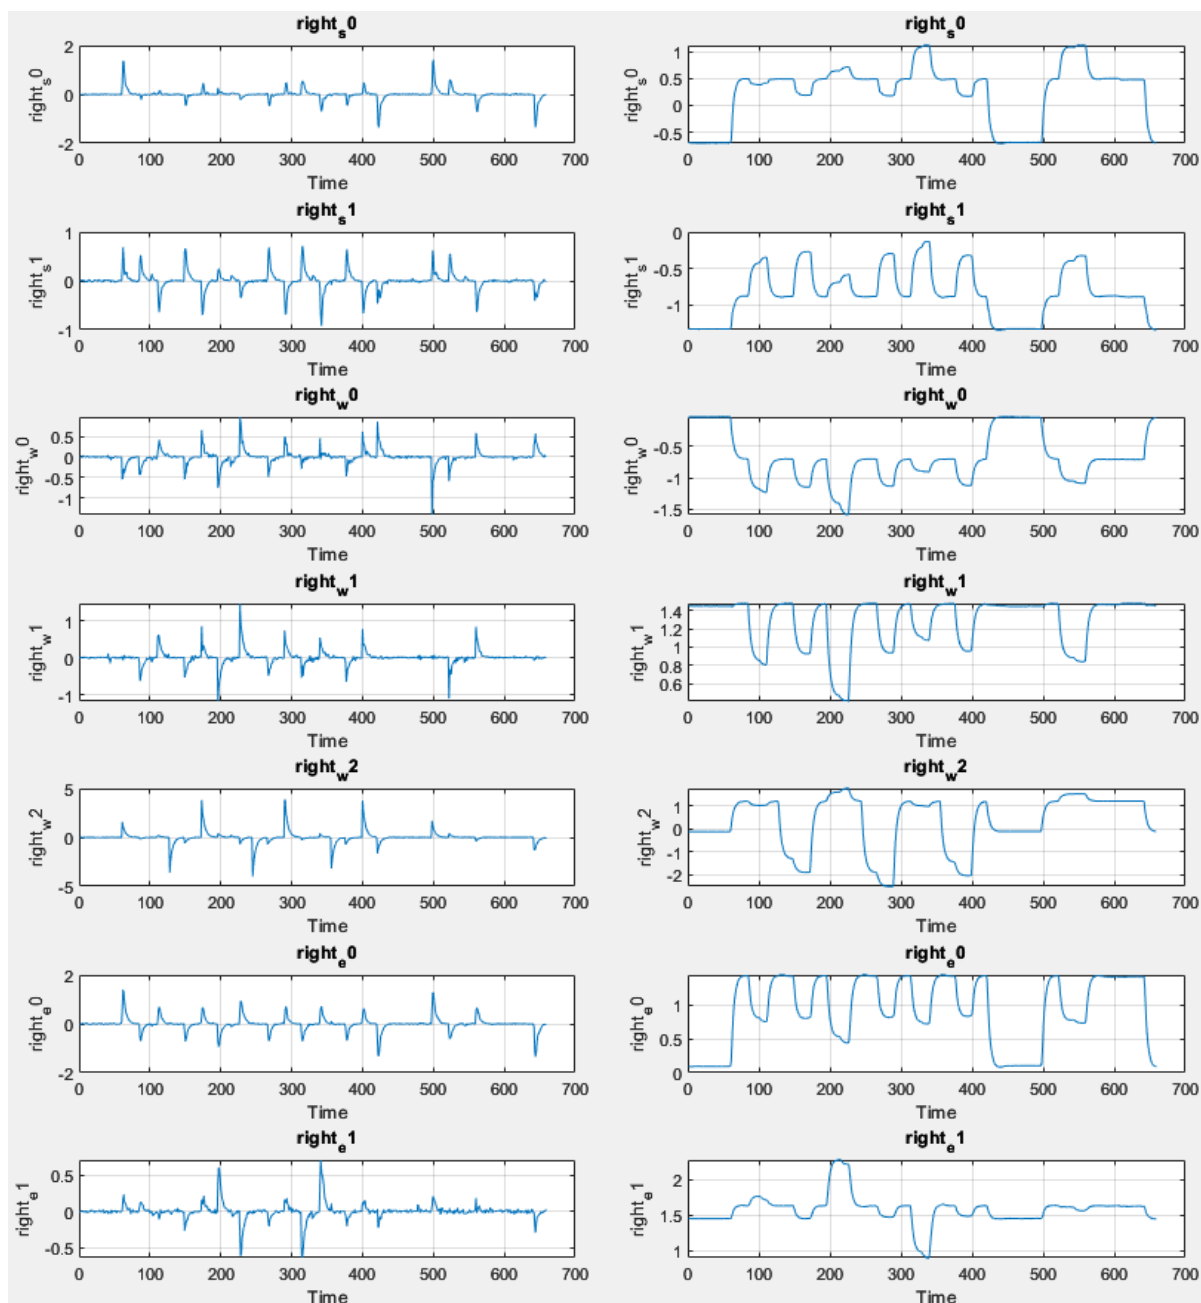 right_s0 right_s0
right_s0 2 0 -2 right_s0 1 0.5 0 -0.5
0 100 200 300 400 500 600 700 0 100 200 300 400 500 600 700
Time Time
right_s1 right_s1
right_s1 1 0 -1 right_s1 0 -0.5 -1
0 100 200 300 400 500 600 700 0 100 200 300 400 500 600 700
Time Time
right_w0 right_w0
right_w0 0.5 0 -0.5 -1 right_w0 -0.5 -1 -1.5
0 100 200 300 400 500 600 700 0 100 200 300 400 500 600 700
Time Time
right_w1 right_w1
right_w1 1 0 -1 right_w1 1.4 1.2 1 0.8 0.6
0 100 200 300 400 500 600 700 0 100 200 300 400 500 600 700
Time Time
right_w2 right_w2
right_w2 5 0 -5 right_w2 1 0 -1 -2
0 100 200 300 400 500 600 700 0 100 200 300 400 500 600 700
Time Time
right_e0 right_e0
right_e0 2 0 -2 right_e0 1 0.5 0
0 100 200 300 400 500 600 700 0 100 200 300 400 500 600 700
Time Time
right_e1 right_e1
right_e1 0.5 0 -0.5 right_e1 2 1.5 1
0 100 200 300 400 500 600 700 0 100 200 300 400 500 600 700
Time Time